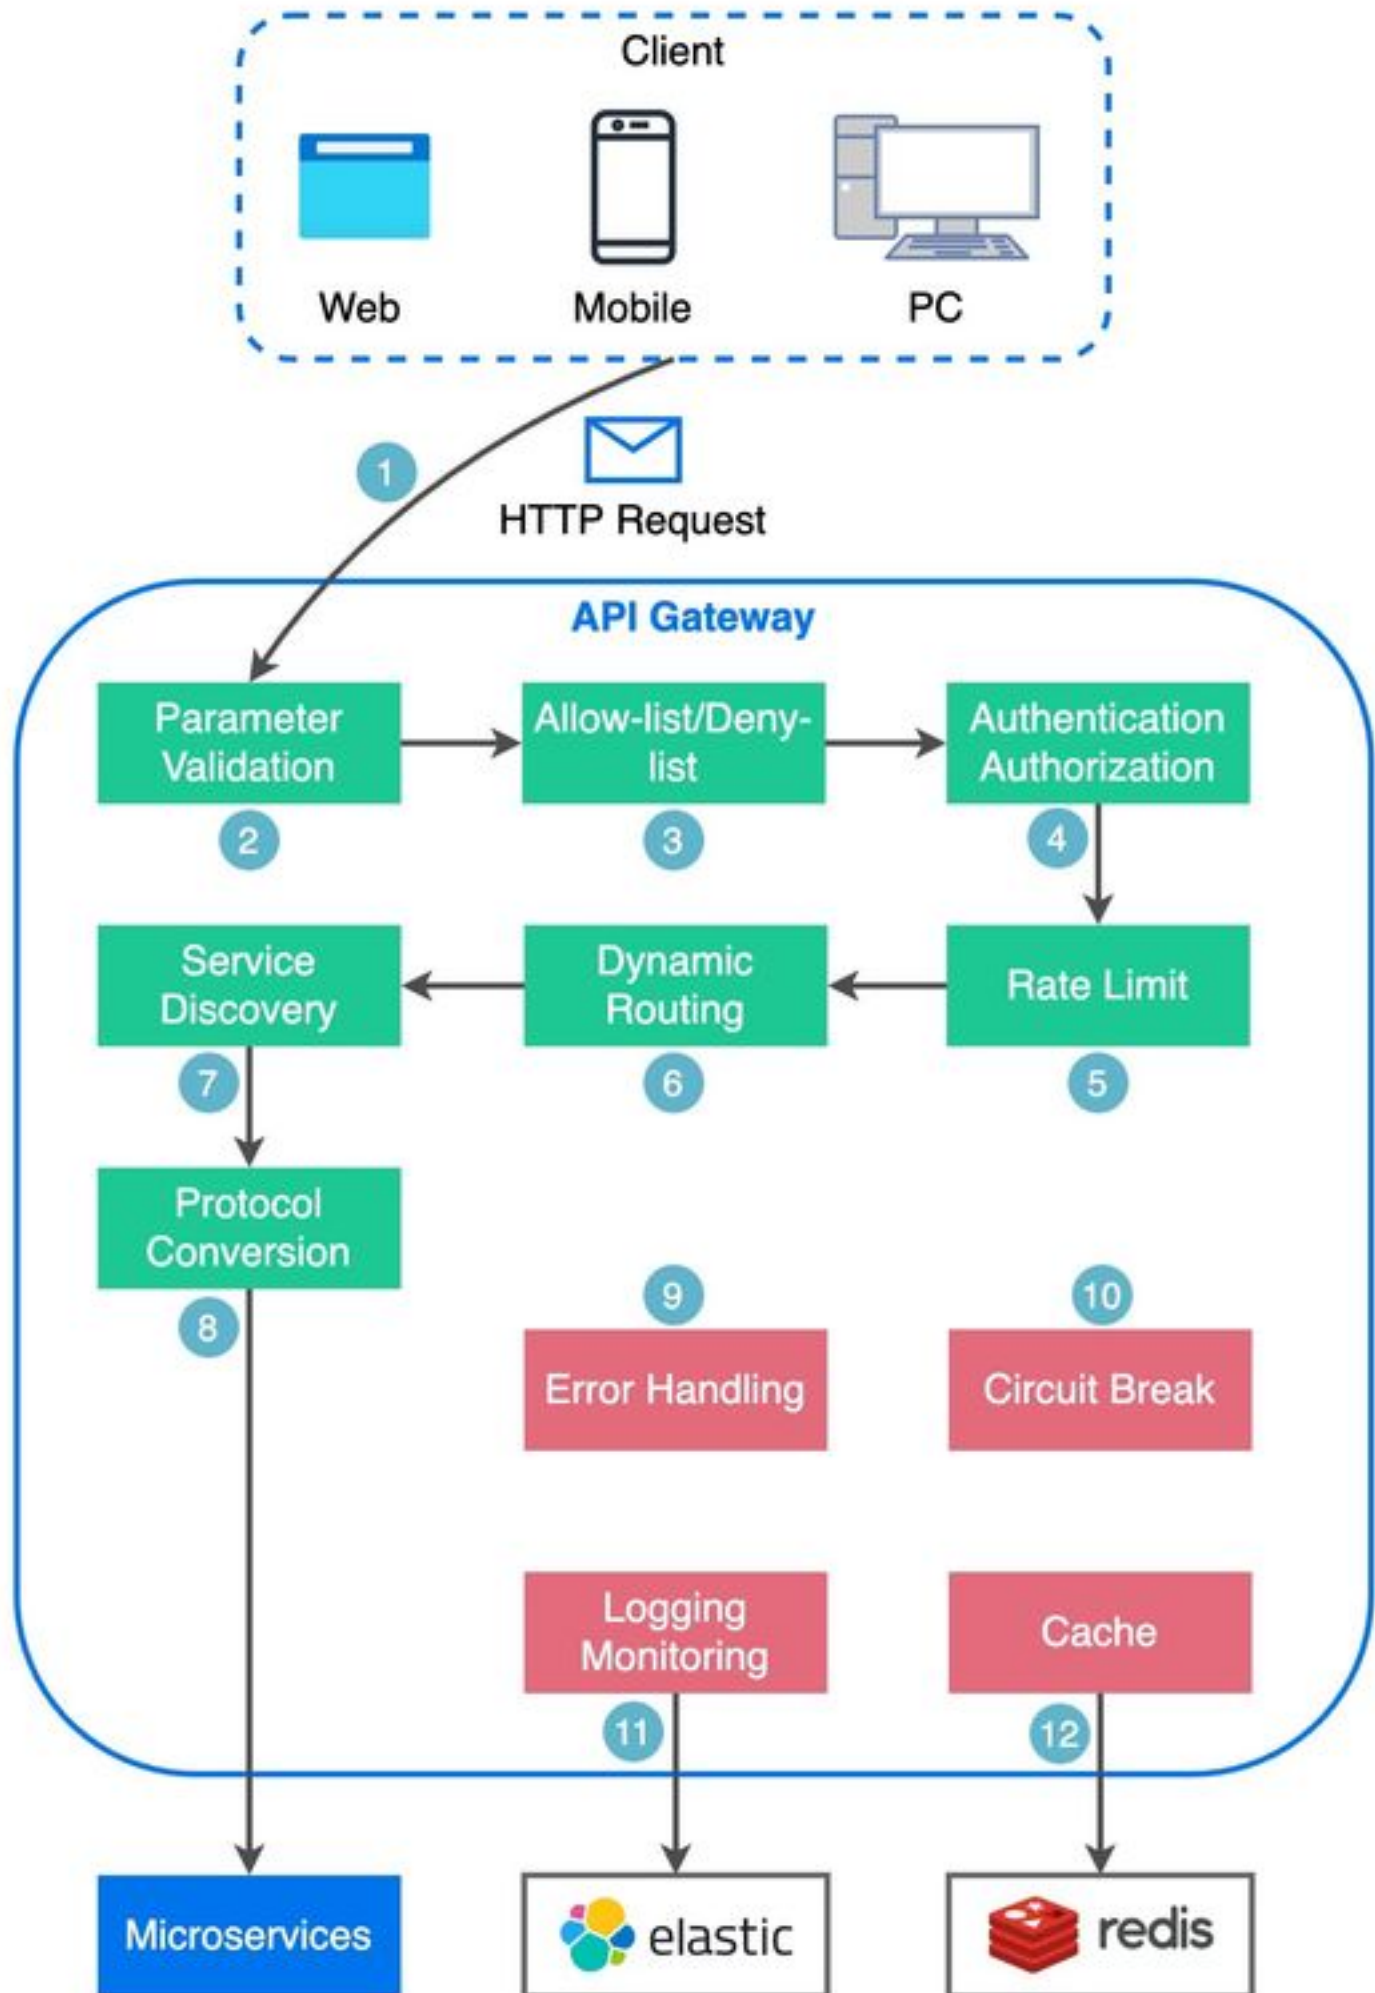 Client
Web
Mobile
PC
1
HTTP Request
API Gateway
Parameter
Validation
Allow-list/Deny-
list
Authentication
Authorization
2
3
4
Service
Discovery
Dynamic
Routing
Rate Limit
7
6
5
Protocol
Conversion
8
9
10
Error Handling
Circuit Break
Logging
Monitoring
Cache
11
12
Microservices
elastic
redis